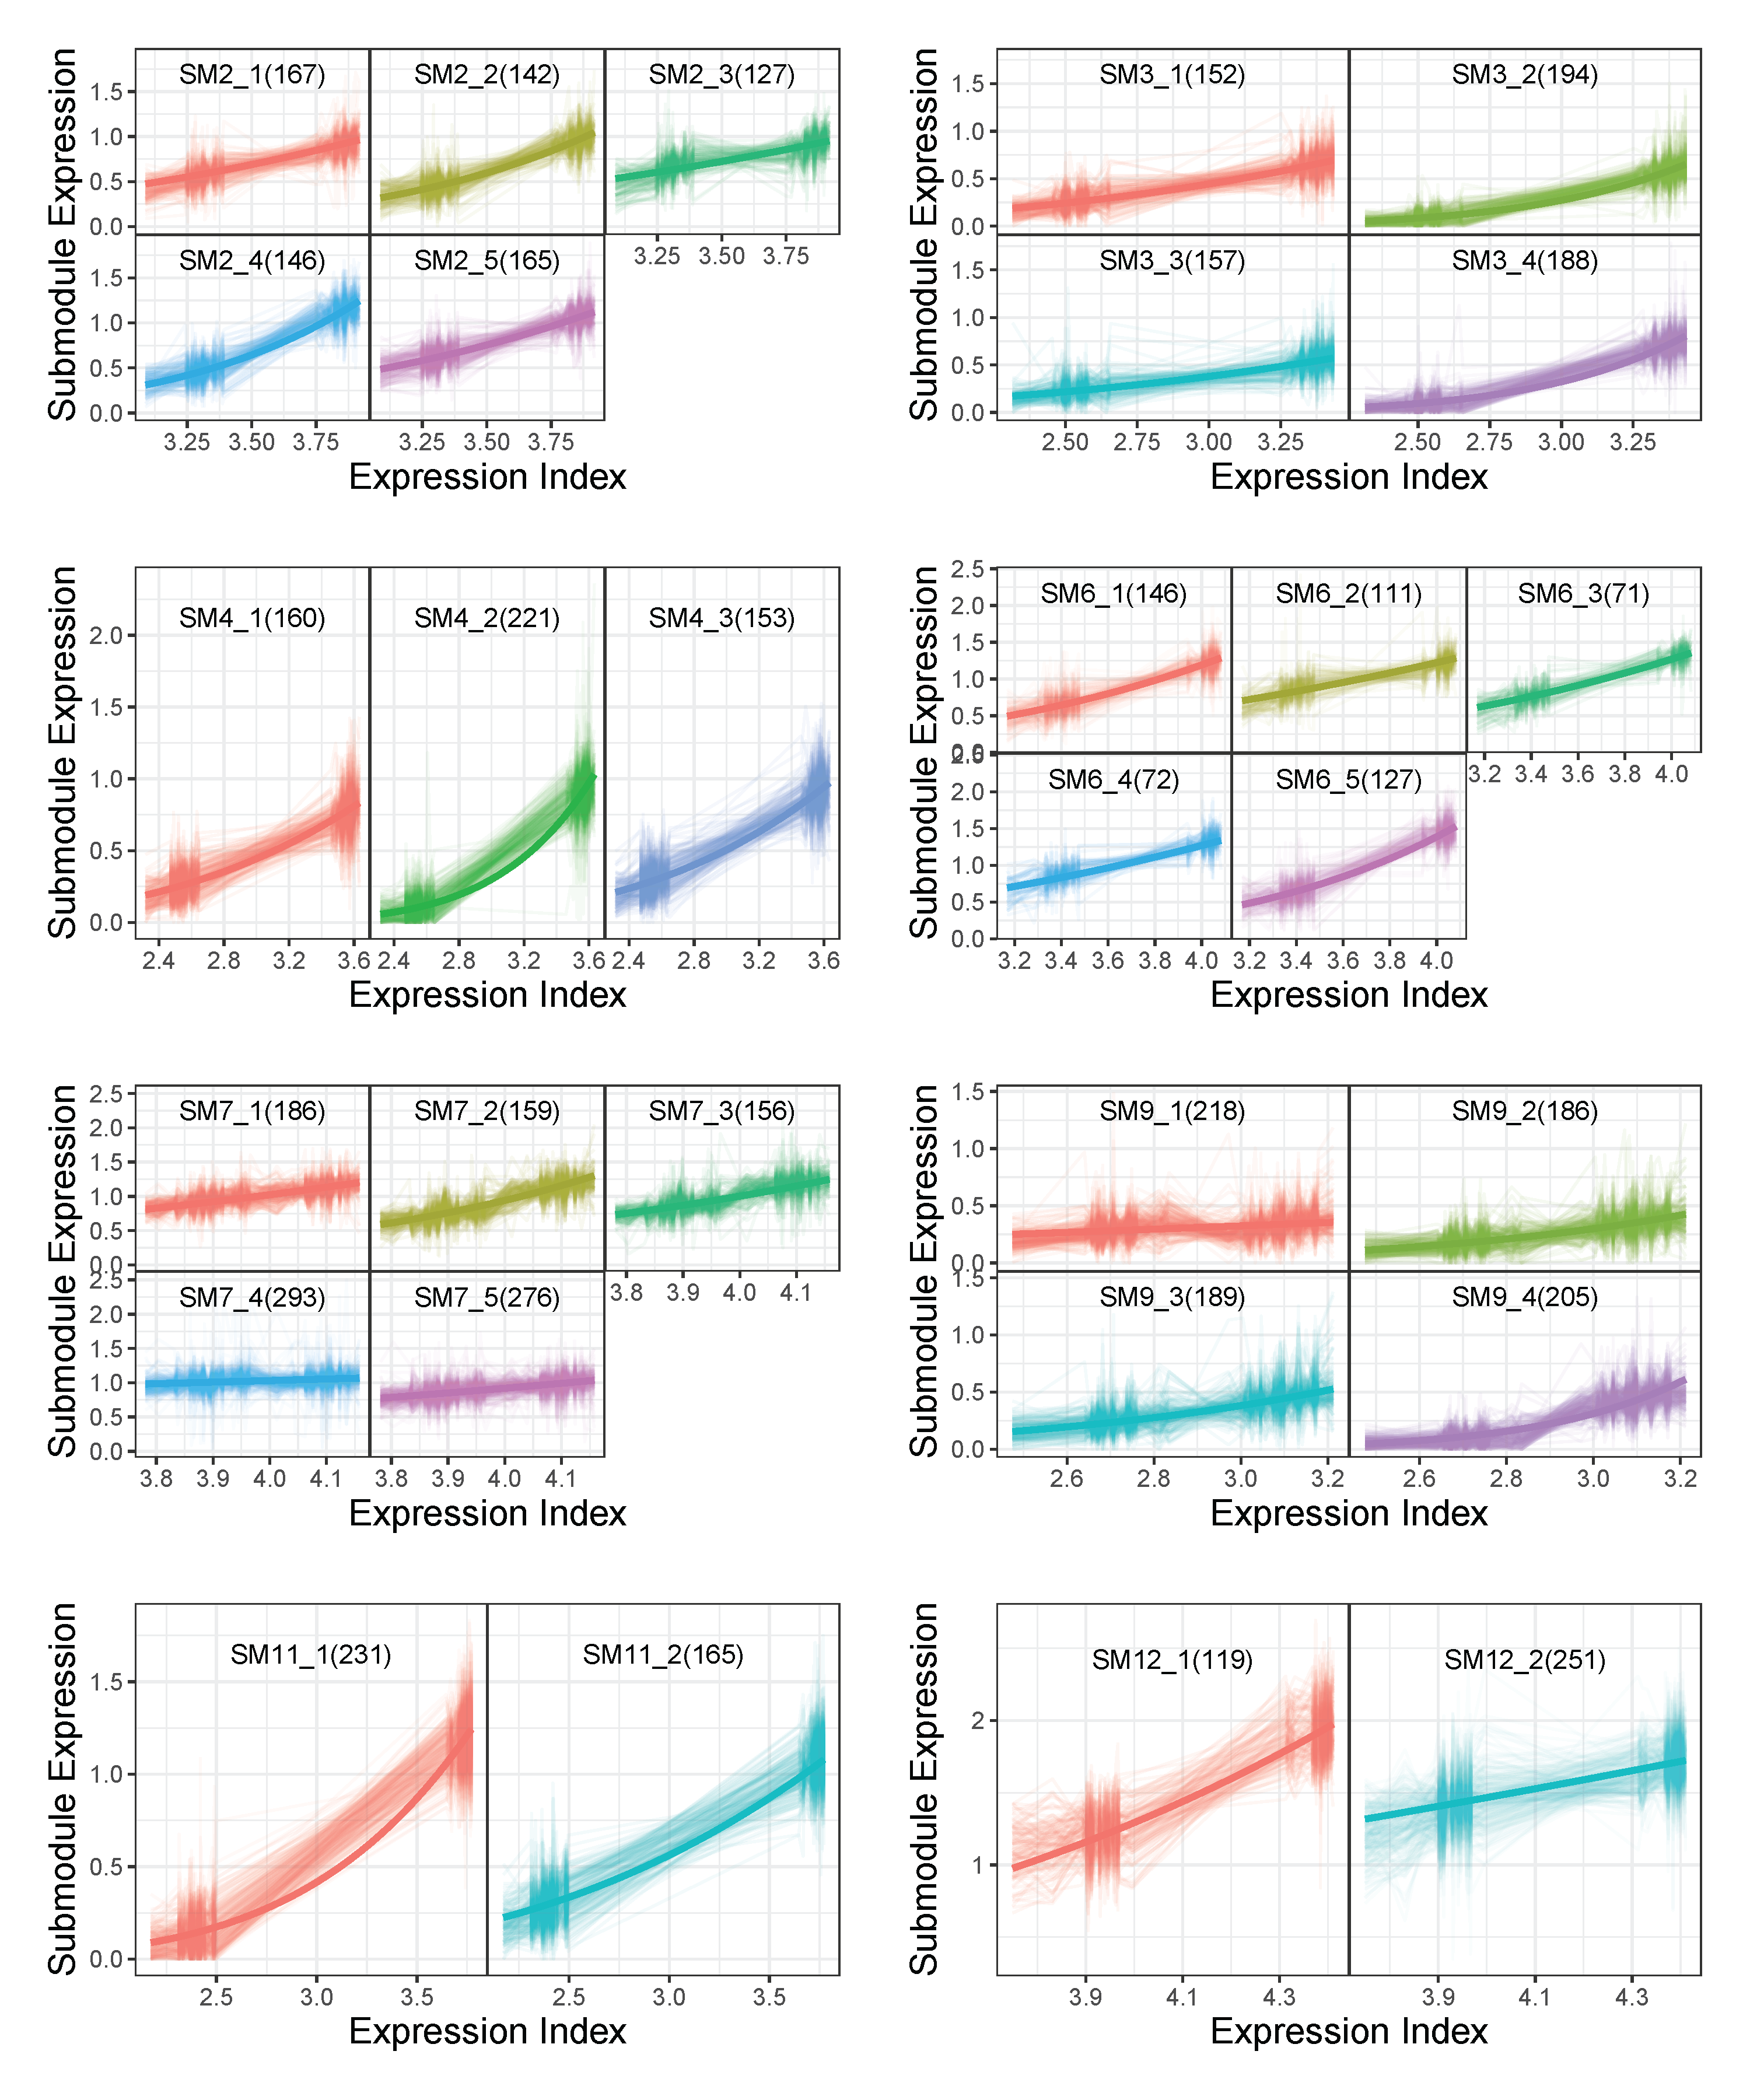 Submodule Expression
SM2_1(167) SM2_2(142) SM2_3(127)
1.5
1.0
0.5
0.0
SM2_4(146) SM2_5(165)
3.25 3.50 3.75
1.5
1.0
0.5
0.0
3.25 3.50 3.75 3.25 3.50 3.75
Expression Index
Submodule Expression
SM3_1(152) SM3_2(194)
1.5
1.0
0.5
0.0
SM3_3(157) SM3_4(188)
1.5
1.0
0.5
0.0
2.50 2.75 3.00 3.25 2.50 2.75 3.00 3.25
Expression Index
Submodule Expression
SM4_1(160) SM4_2(221) SM4_3(153)
2.0
1.5
1.0
0.5
0.0
2.4 2.8 3.2 3.6 2.4 2.8 3.2 3.6 2.4 2.8 3.2 3.6
Expression Index
Submodule Expression
2.5
SM6_1(146) SM6_2(111) SM6_3(71)
2.0
1.5
1.0
0.5
0.0
2.5
3.2 3.4 3.6 3.8 4.0
SM6_4(72) SM6_5(127)
2.0
1.5
1.0
0.5
0.0
3.2 3.4 3.6 3.8 4.0 3.2 3.4 3.6 3.8 4.0
Expression Index
Submodule Expression
2.5
SM7_1(186) SM7_2(159) SM7_3(156)
2.0
1.5
1.0
0.5
0.0
2.5
3.8 3.9 4.0 4.1
SM7_4(293) SM7_5(276)
2.0
1.5
1.0
0.5
0.0
3.8 3.9 4.0 4.1 3.8 3.9 4.0 4.1
Expression Index
Submodule Expression
1.5
SM9_1(218) SM9_2(186)
1.0
0.5
0.0
1.5
SM9_3(189) SM9_4(205)
1.0
0.5
0.0
2.6 2.8 3.0 3.2 2.6 2.8 3.0 3.2
Expression Index
Submodule Expression
SM11_1(231) SM11_2(165)
1.5
1.0
0.5
0.0
2.5 3.0 3.5 2.5 3.0 3.5
Expression Index
Submodule Expression
SM12_1(119) SM12_2(251)
2
1
3.9 4.1 4.3 3.9 4.1 4.3
Expression Index